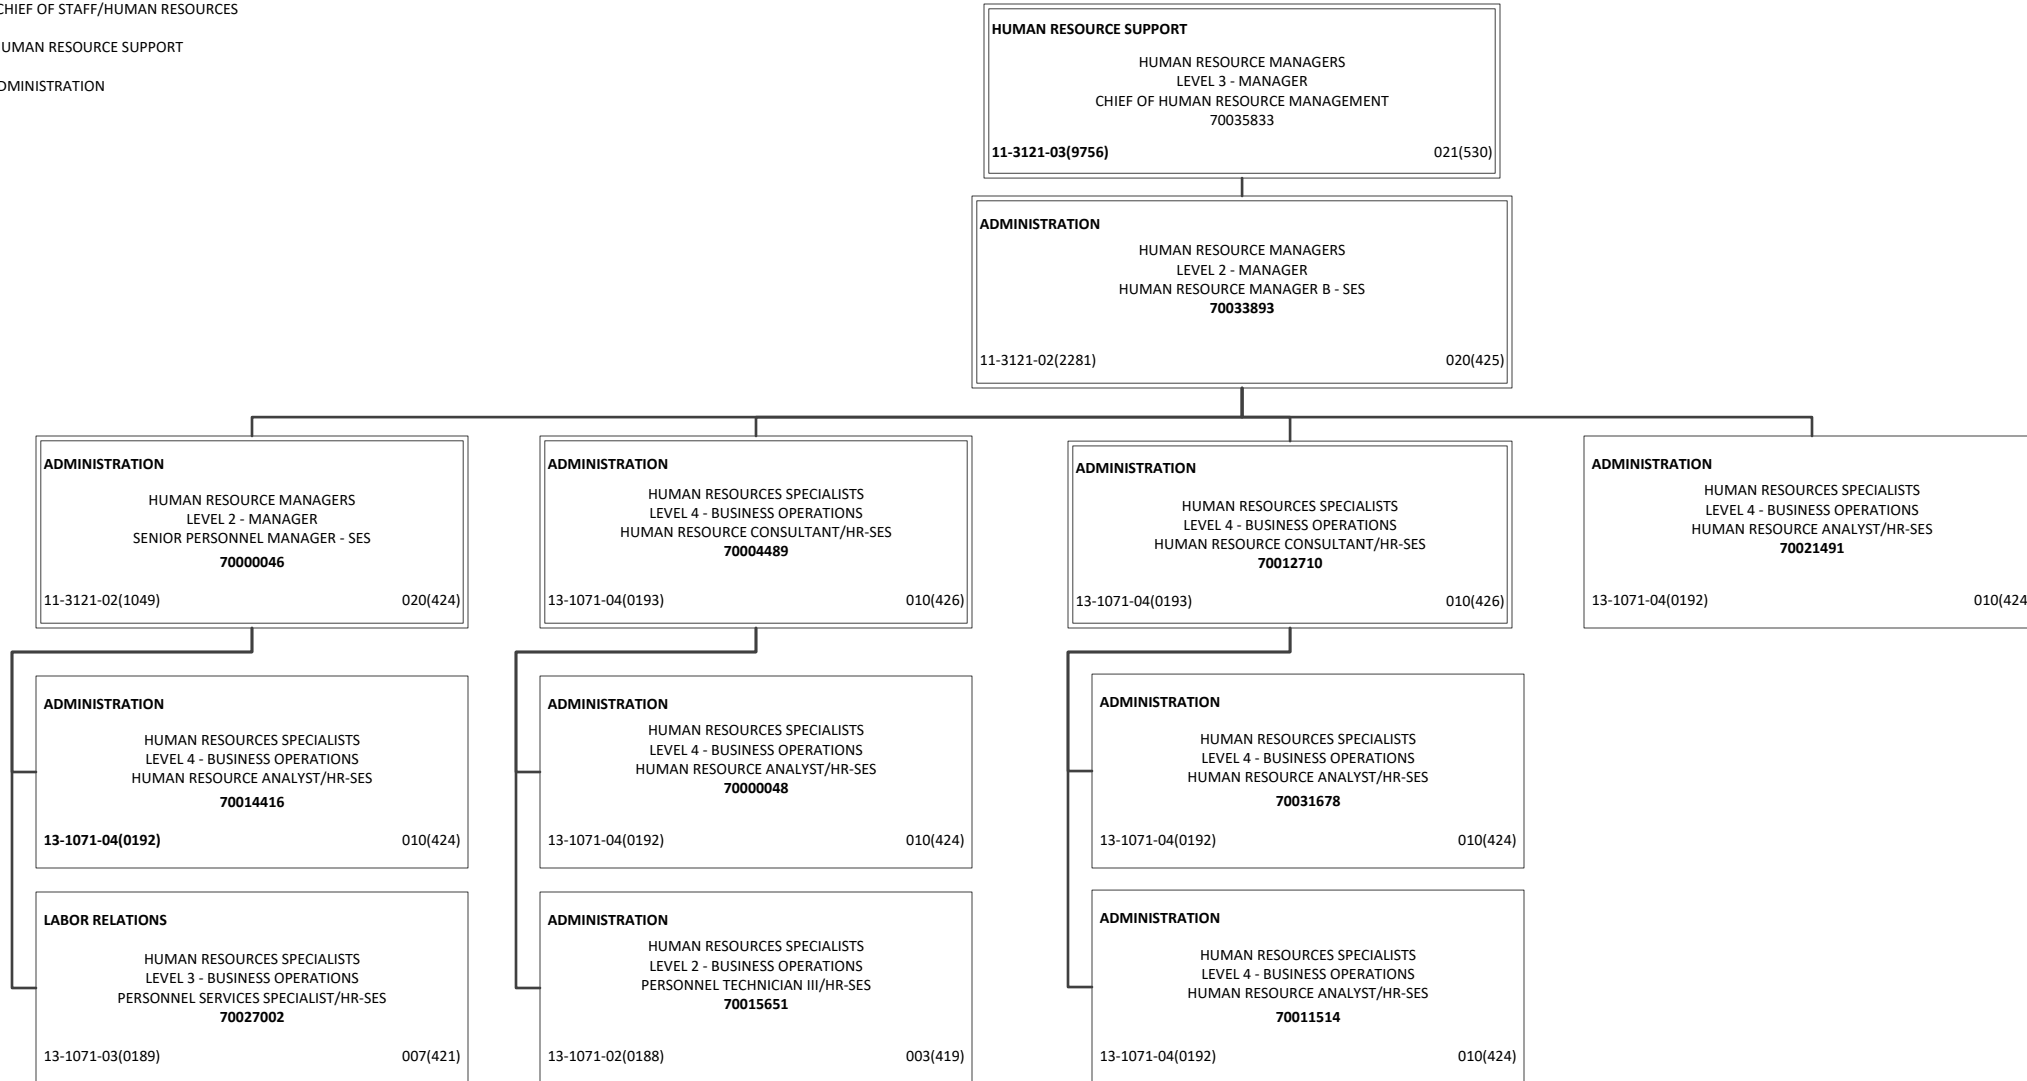 CHIEF OF STAFF/HUMAN RESOURCES
UMAN RESOURCE SUPPORT
DMINISTRATION
HUMAN RESOURCE SUPPORT
HUMAN RESOURCE MANAGERS
LEVEL 3 - MANAGER
CHIEF OF HUMAN RESOURCE MANAGEMENT
70035833
11-3121-03(9756) 021(530)
ADMINISTRATION
HUMAN RESOURCE MANAGERS
LEVEL 2 - MANAGER
HUMAN RESOURCE MANAGER B - SES
70033893
11-3121-02(2281) 020(425)
ADMINISTRATION
HUMAN RESOURCE MANAGERS
LEVEL 2 - MANAGER
SENIOR PERSONNEL MANAGER - SES
70000046
11-3121-02(1049) 020(424)
ADMINISTRATION
HUMAN RESOURCES SPECIALISTS
LEVEL 4 - BUSINESS OPERATIONS
HUMAN RESOURCE CONSULTANT/HR-SES
70004489
13-1071-04(0193) 010(426)
ADMINISTRATION
HUMAN RESOURCES SPECIALISTS
LEVEL 4 - BUSINESS OPERATIONS
HUMAN RESOURCE CONSULTANT/HR-SES
70012710
13-1071-04(0193) 010(426)
ADMINISTRATION
HUMAN RESOURCES SPECIALISTS
LEVEL 4 - BUSINESS OPERATIONS
HUMAN RESOURCE ANALYST/HR-SES
70021491
13-1071-04(0192) 010(424
ADMINISTRATION
HUMAN RESOURCES SPECIALISTS
LEVEL 4 - BUSINESS OPERATIONS
HUMAN RESOURCE ANALYST/HR-SES
70014416
13-1071-04(0192) 010(424)
ADMINISTRATION
HUMAN RESOURCES SPECIALISTS
LEVEL 4 - BUSINESS OPERATIONS
HUMAN RESOURCE ANALYST/HR-SES
70000048
13-1071-04(0192) 010(424)
ADMINISTRATION
HUMAN RESOURCES SPECIALISTS
LEVEL 4 - BUSINESS OPERATIONS
HUMAN RESOURCE ANALYST/HR-SES
70031678
13-1071-04(0192) 010(424)
LABOR RELATIONS
HUMAN RESOURCES SPECIALISTS
LEVEL 3 - BUSINESS OPERATIONS
PERSONNEL SERVICES SPECIALIST/HR-SES
70027002
13-1071-03(0189) 007(421)
ADMINISTRATION
HUMAN RESOURCES SPECIALISTS
LEVEL 2 - BUSINESS OPERATIONS
PERSONNEL TECHNICIAN III/HR-SES
70015651
13-1071-02(0188) 003(419)
ADMINISTRATION
HUMAN RESOURCES SPECIALISTS
LEVEL 4 - BUSINESS OPERATIONS
HUMAN RESOURCE ANALYST/HR-SES
70011514
13-1071-04(0192) 010(424)